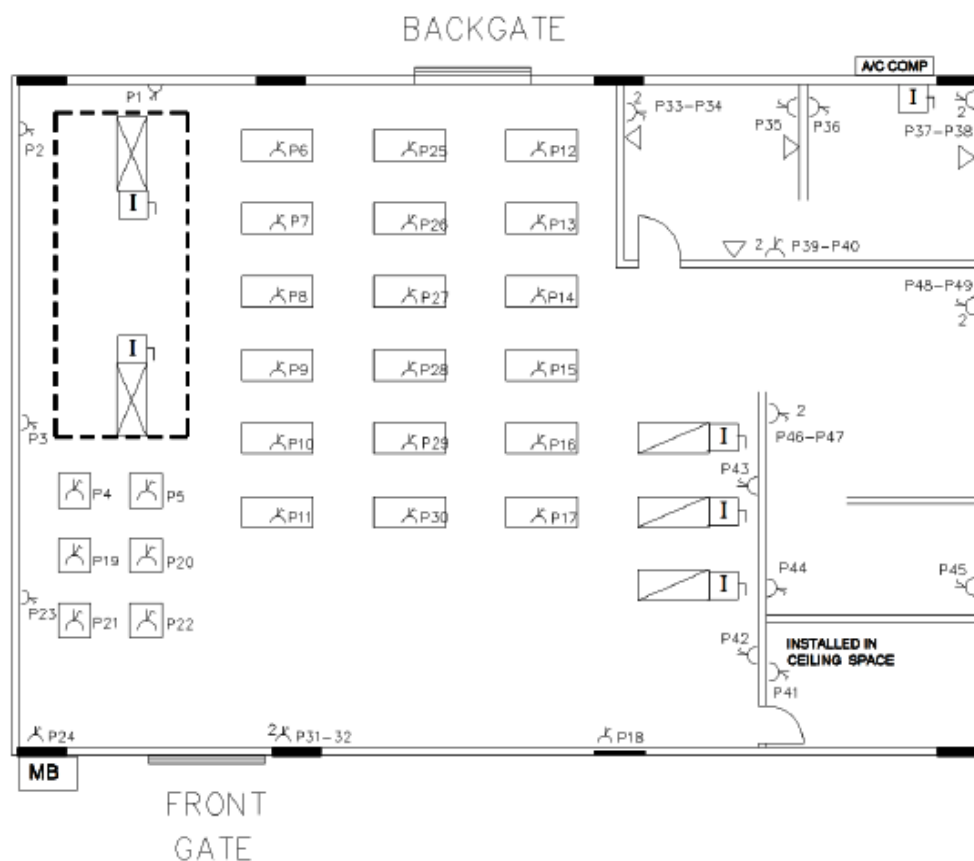 BACKGATE
A/C COMP
P1
2
P33-P34
P35
P36
I
2
P37-P38
P2
I
P6
P25
P12
P7
P26
P13
2
P39-P40
P8
P27
P14
P48-P49
2
I
P9
P28
P15
P3
P10
P29
P16
I
2
P46-P47
P43
P4
P5
P11
P30
P17
I
P19
P20
P44
P45
I
P23
P21
P22
P42
INSTALLED IN
CEILING SPACE
P41
P24
2
P31-32
P18
MB
FRONT
GATE